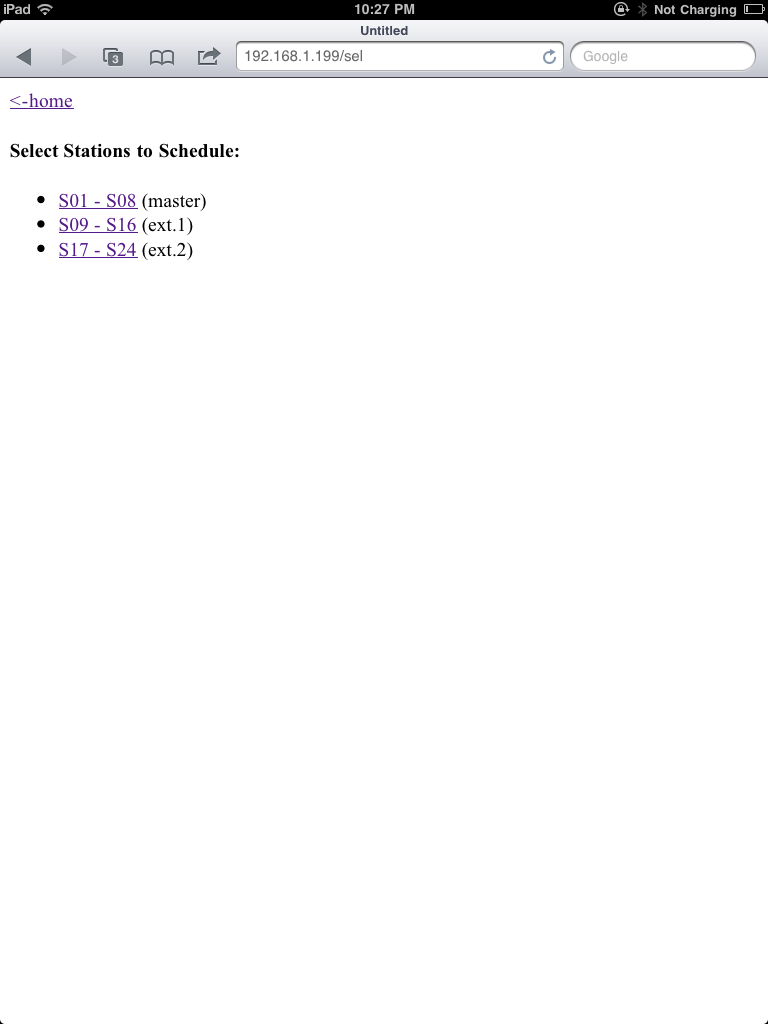 iPad 10:27 PM Not Charging
Untitled
3 192.168.1.199/sel Google
<-home
Select Stations to Schedule:
• S01 - S08 (master)
• S09 - S16 (ext.1)
• S17 - S24 (ext.2)